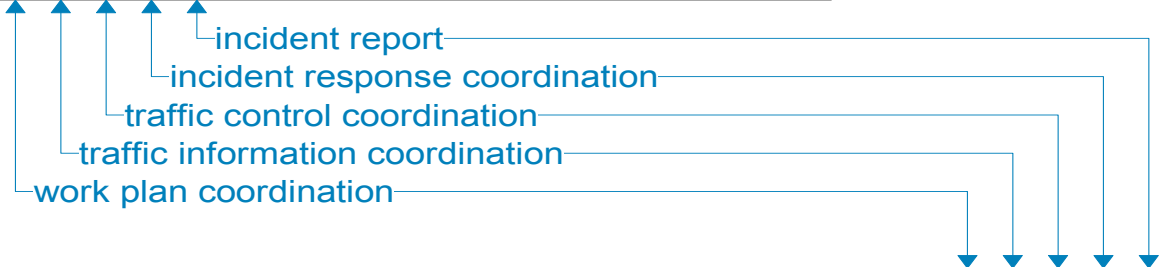 incident report
incident response coordination
traffic control coordination
traffic information coordination
work plan coordination